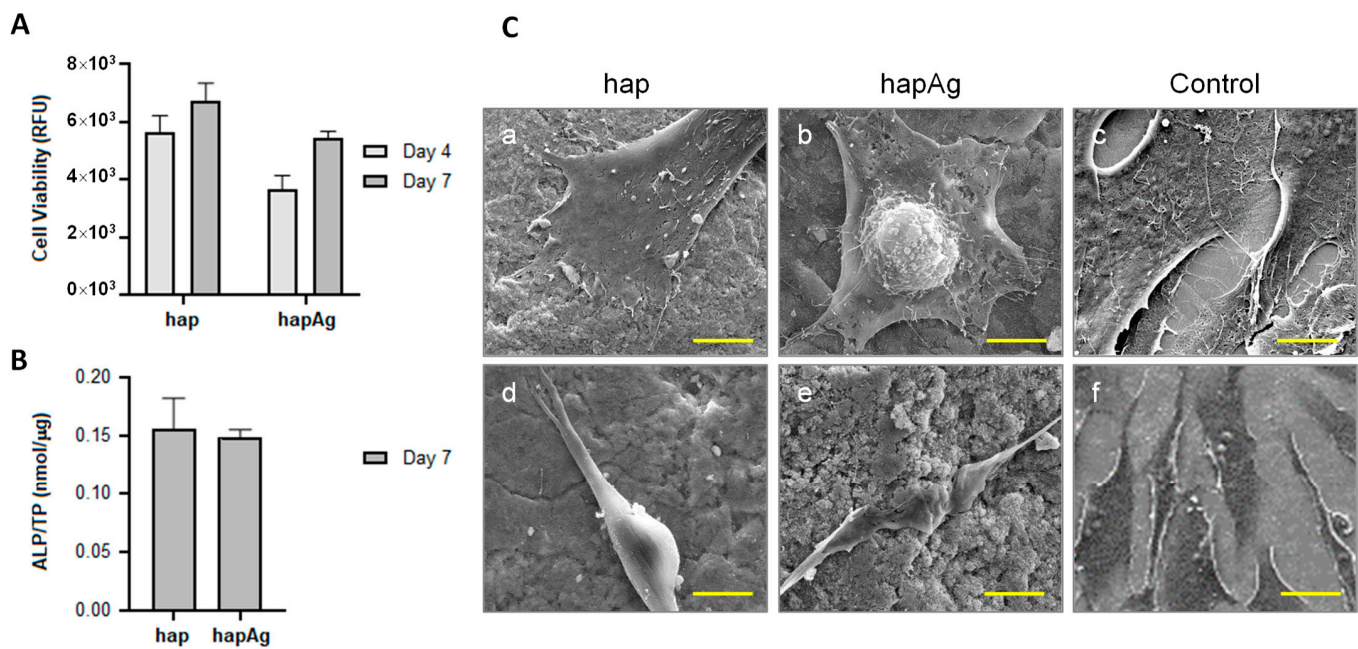 A
8×10³
6×10³
4×10³
2×10³
0×10³
Cell Viability (RFU)
hap
hapAg
Day 4
Day 7
B
0.20
0.15
0.10
0.05
0.00
ALP/TP (nmol/µg)
hap
hapAg
Day 7
C
hap
hapAg
Control
a
b
c
d
e
f